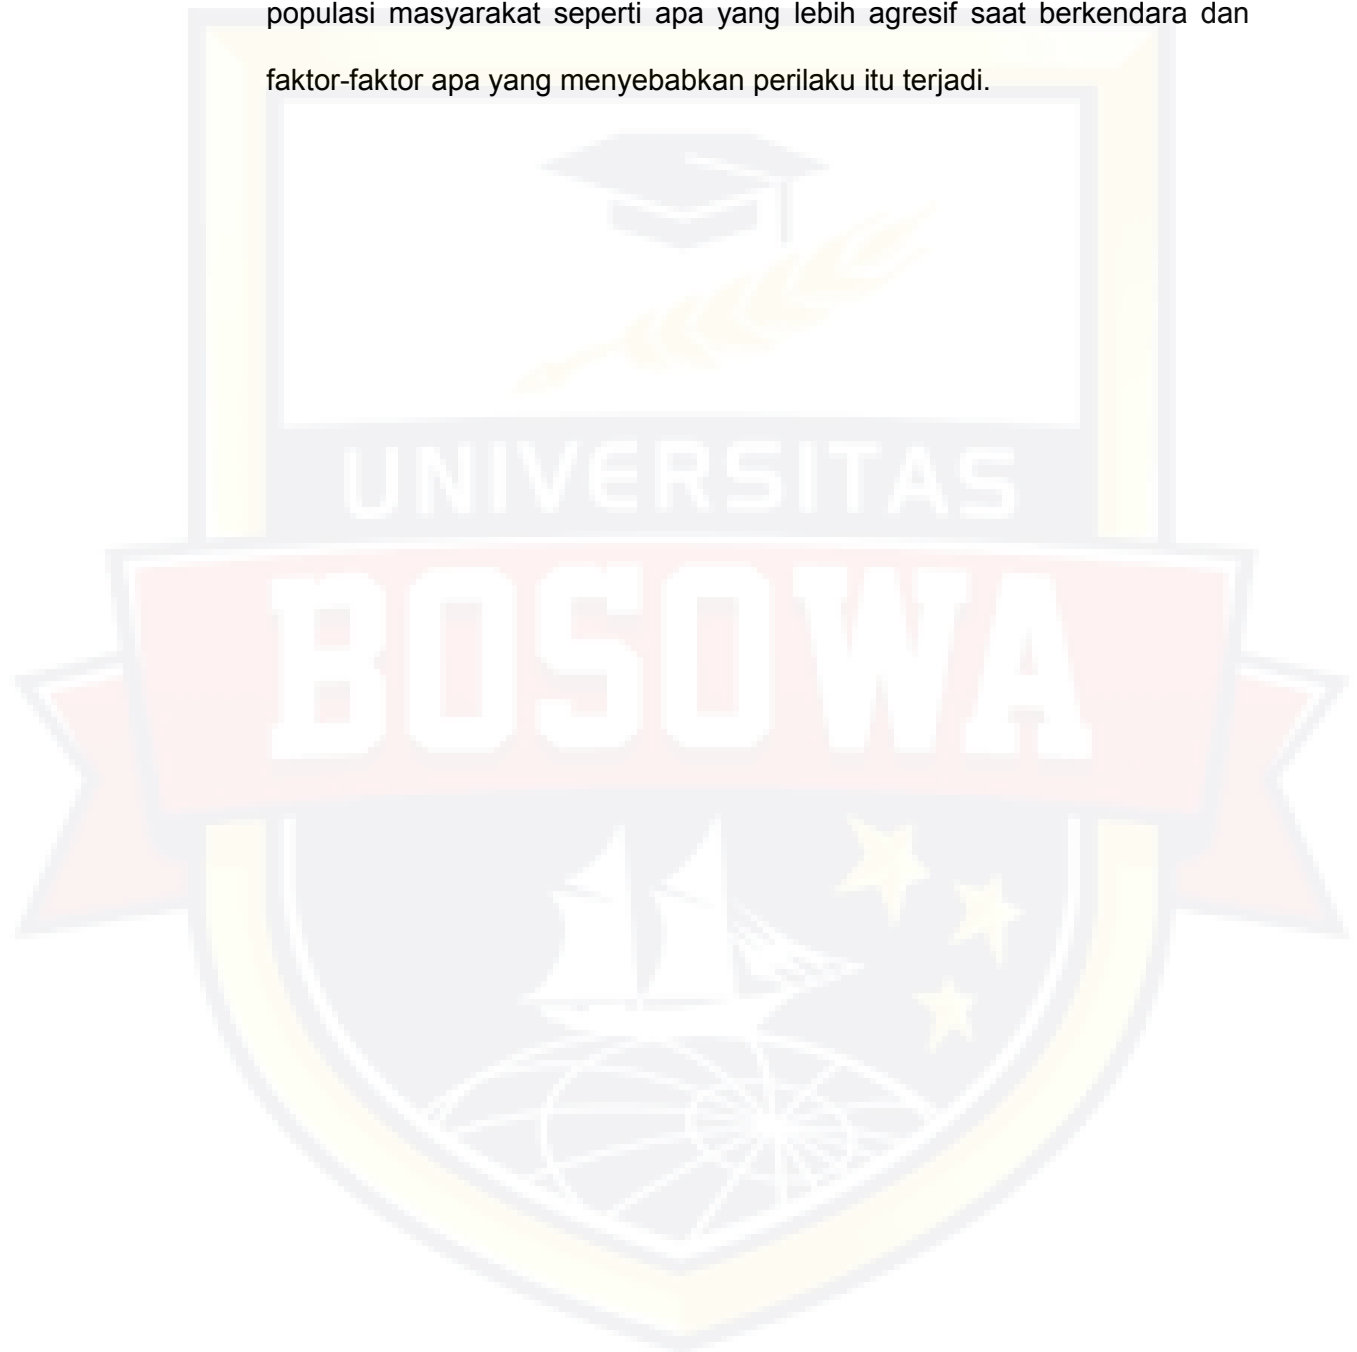 populasi masyarakat seperti apa yang lebih agresif saat berkendara dan
faktor-faktor apa yang menyebabkan perilaku itu terjadi.
UNIVERSITAS
BOSOWA